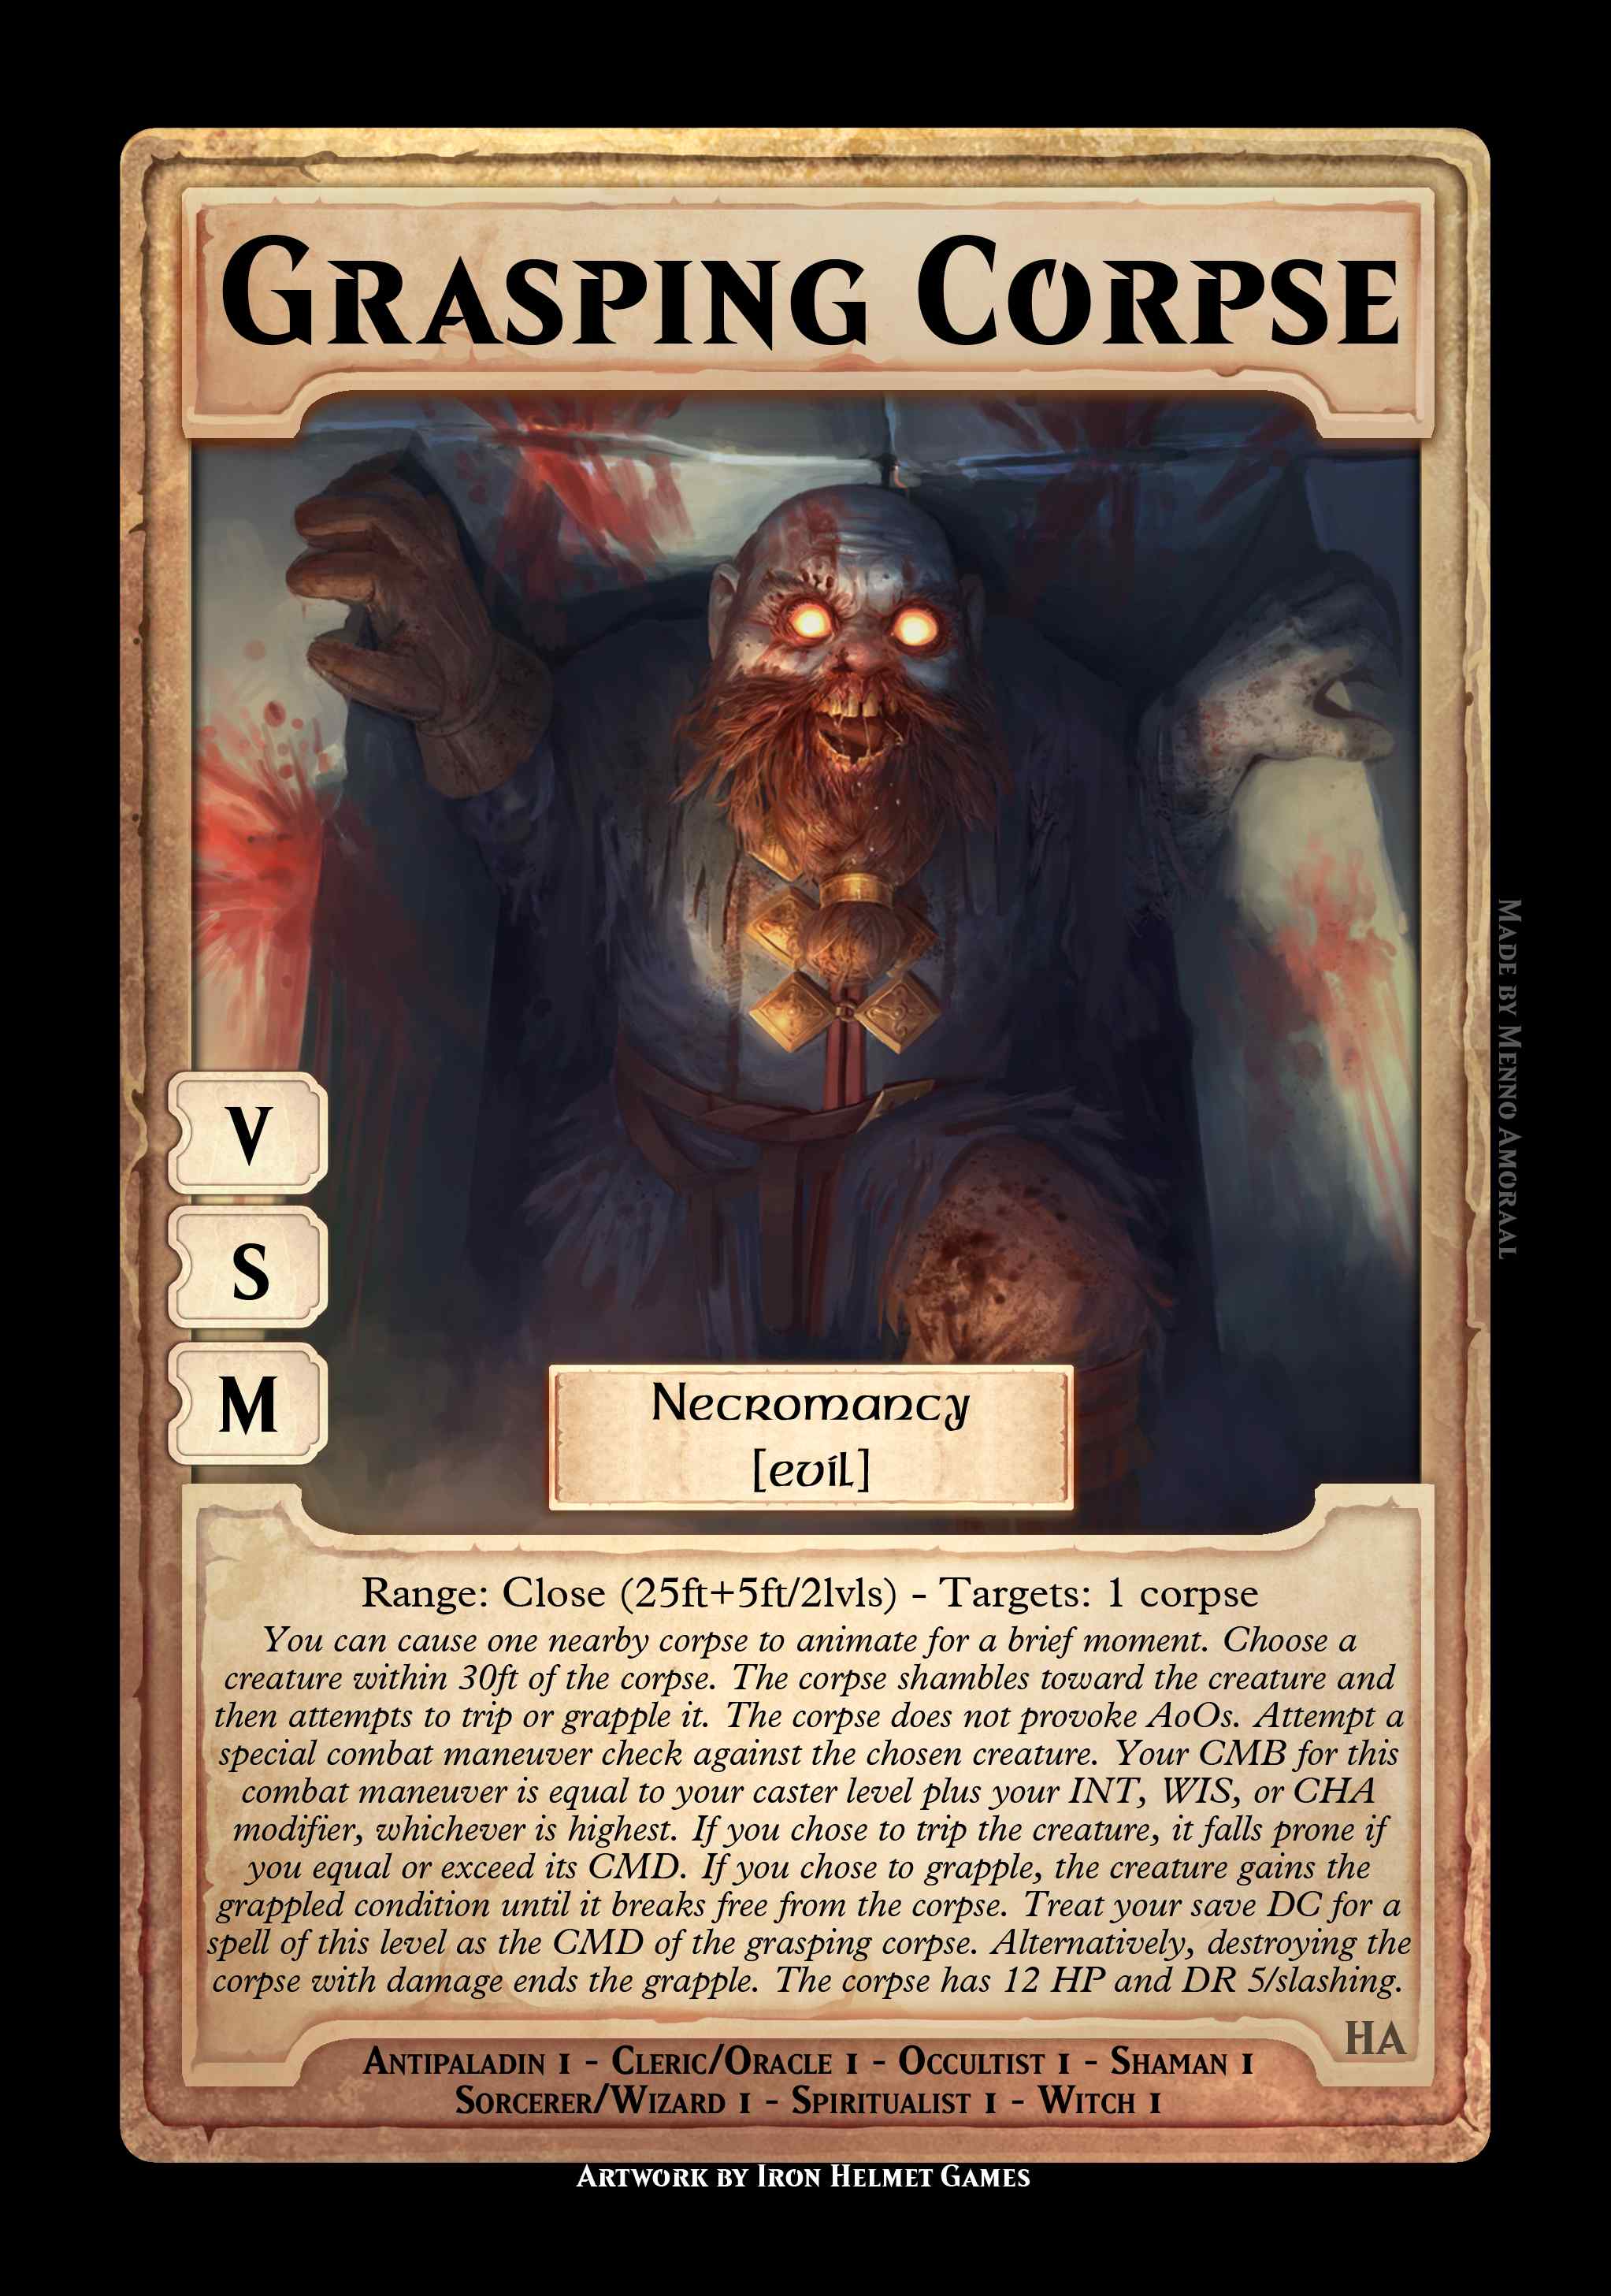 Grasping Corpse
V
S
M
Necromancy
[evil]
Range: Close (25ft+5ft/2lvls) - Targets: 1 corpse
You can cause one nearby corpse to animate for a brief moment. Choose a
creature within 30ft of the corpse. The corpse shambles toward the creature and
then attempts to trip or grapple it. The corpse does not provoke AoOs. Attempt a
special combat maneuver check against the chosen creature. Your CMB for this
combat maneuver is equal to your caster level plus your INT, WIS, or CHA
modifier, whichever is highest. If you chose to trip the creature, it falls prone if
you equal or exceed its CMD. If you chose to grapple, the creature gains the
grappled condition until it breaks free from the corpse. Treat your save DC for a
spell of this level as the CMD of the grasping corpse. Alternatively, destroying the
corpse with damage ends the grapple. The corpse has 12 HP and DR 5/slashing.
HA
Antipaladin 1 - Cleric/Oracle 1 - Occultist 1 - Shaman 1
Sorcerer/Wizard 1 - Spiritualist 1 - Witch 1
Artwork by Iron Helmet Games
Made by Menno Amoraal